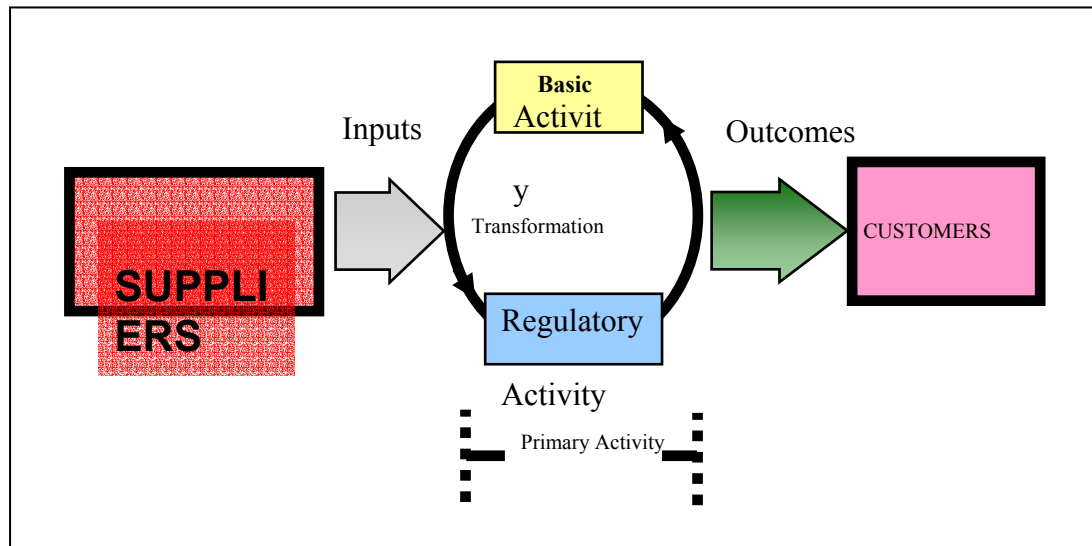 Basic
Activit
y
Inputs
Outcomes
Transformation
SUPPLI
ERS
CUSTOMERS
Regulatory
Activity
Primary Activity